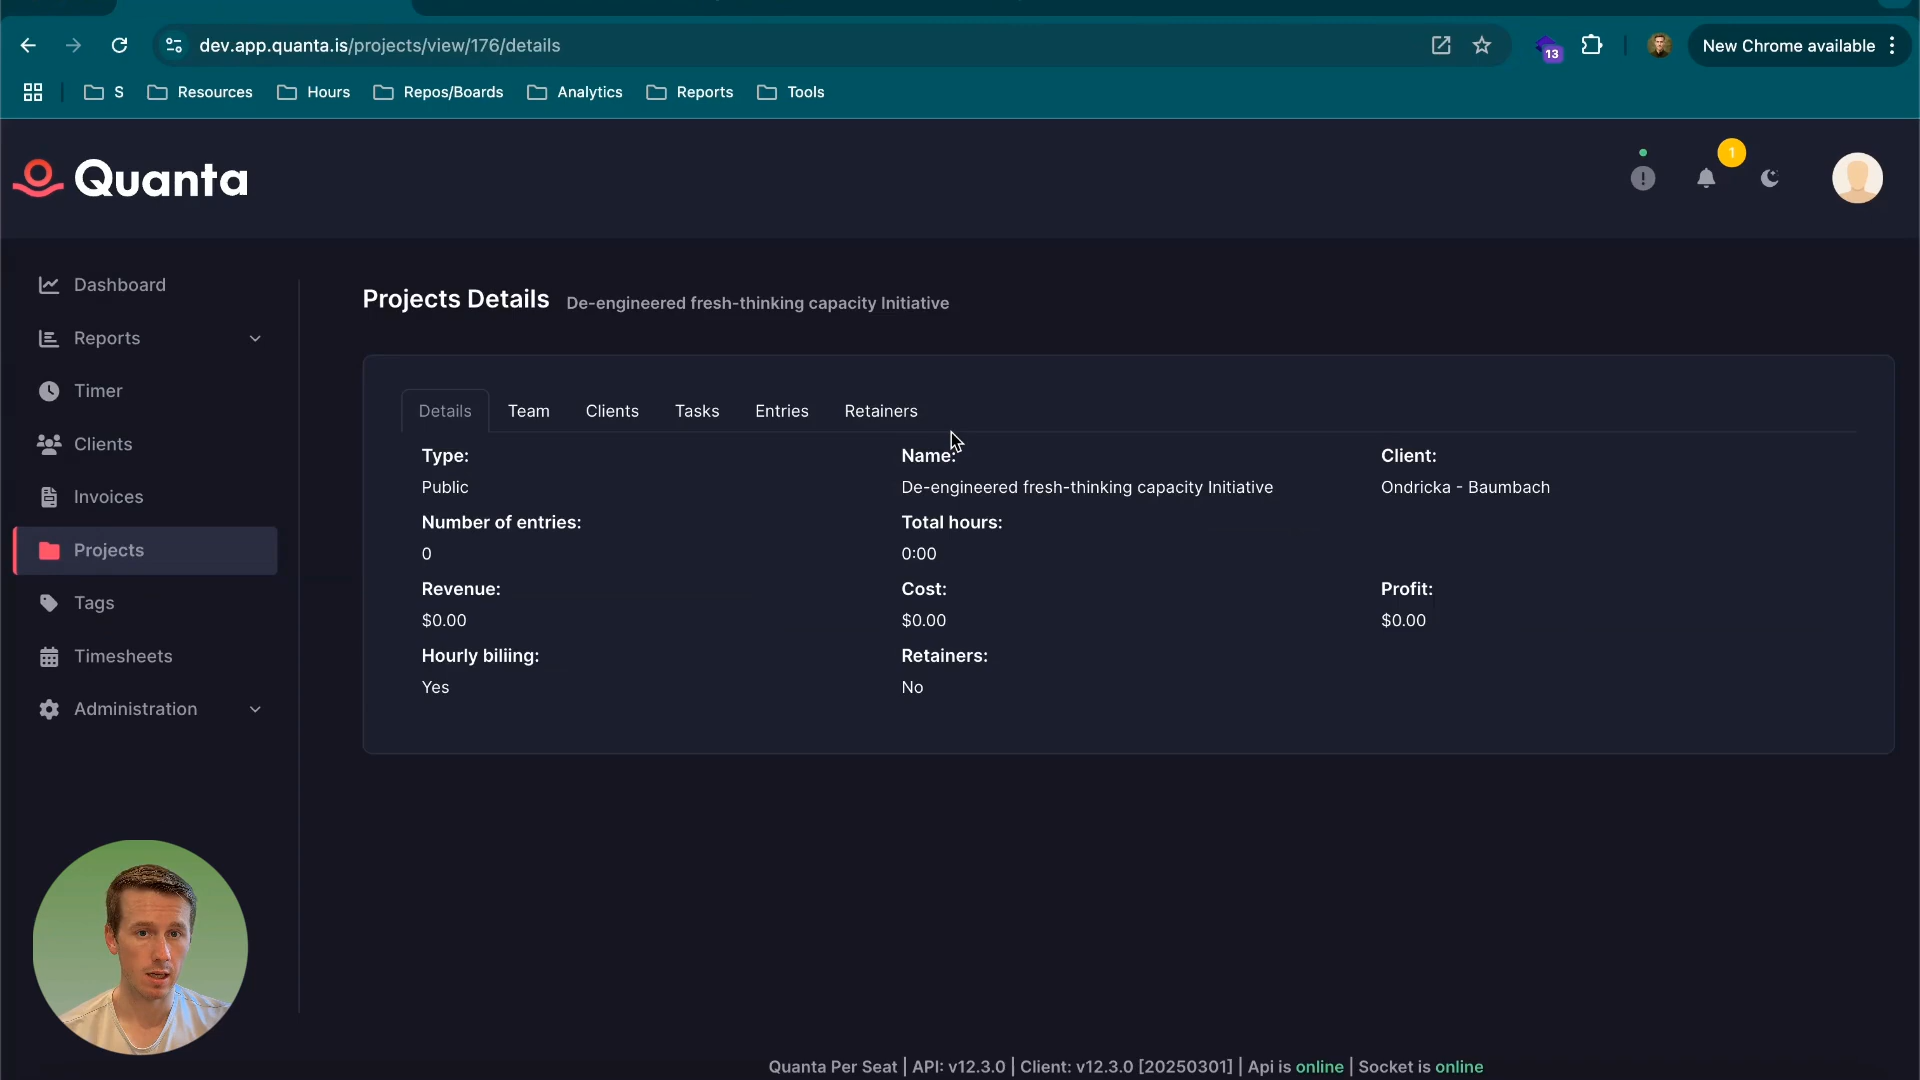 dev.app.quanta.is/projects/view/176/details
13
New Chrome available
S Resources Hours Repos/Boards Analytics Reports Tools
Quanta
1
Dashboard
Reports
Timer
Clients
Invoices
Projects
Tags
Timesheets
Administration
Projects Details De-engineered fresh-thinking capacity Initiative
Details Team Clients Tasks Entries Retainers
Type: Name: Client:
Public De-engineered fresh-thinking capacity Initiative Ondricka - Baumbach
Number of entries: Total hours:
0 0:00
Revenue: Cost: Profit:
$0.00 $0.00 $0.00
Hourly biliing: Retainers:
Yes No
Quanta Per Seat | API: v12.3.0 | Client: v12.3.0 [20250301] | Api is online | Socket is online